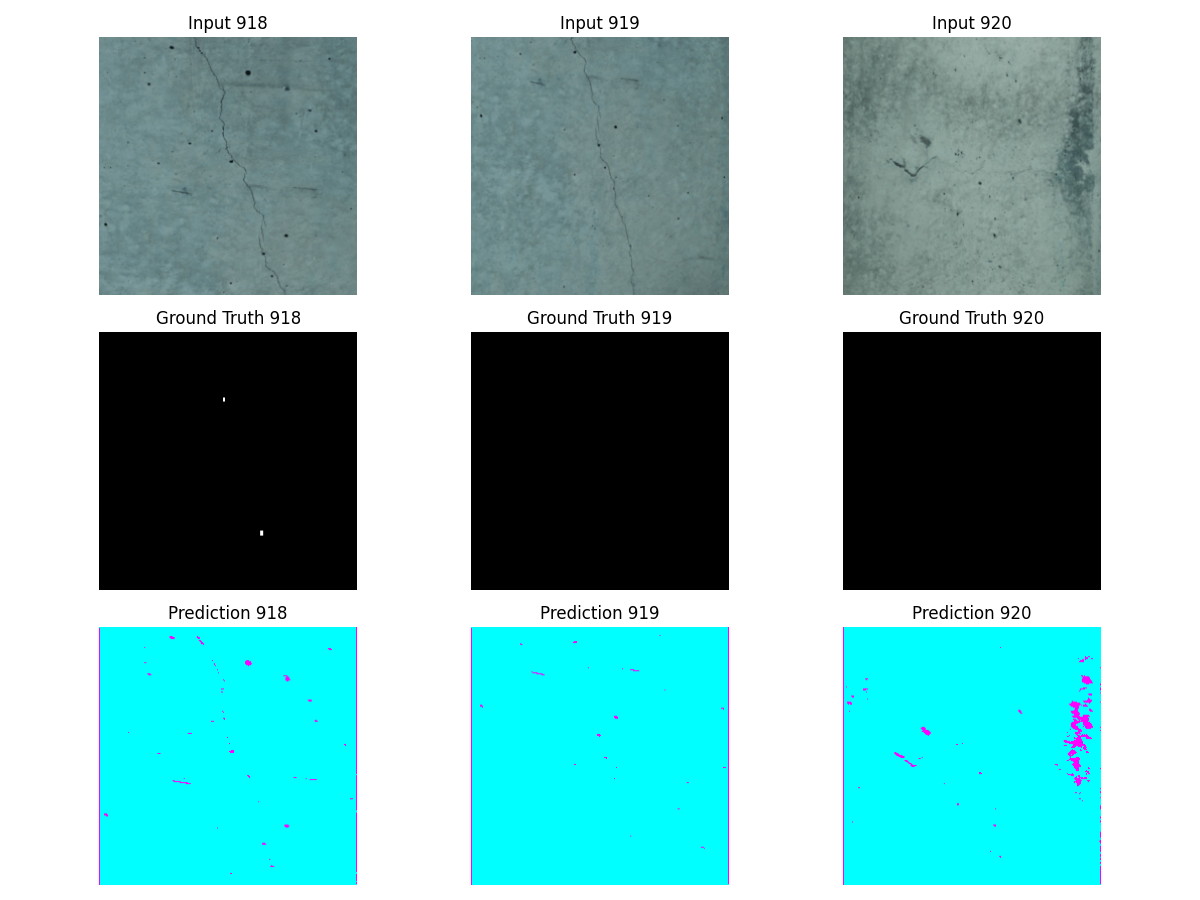 Input 918
Input 919
Input 920
Ground Truth 918
Ground Truth 919
Ground Truth 920
Prediction 918
Prediction 919
Prediction 920